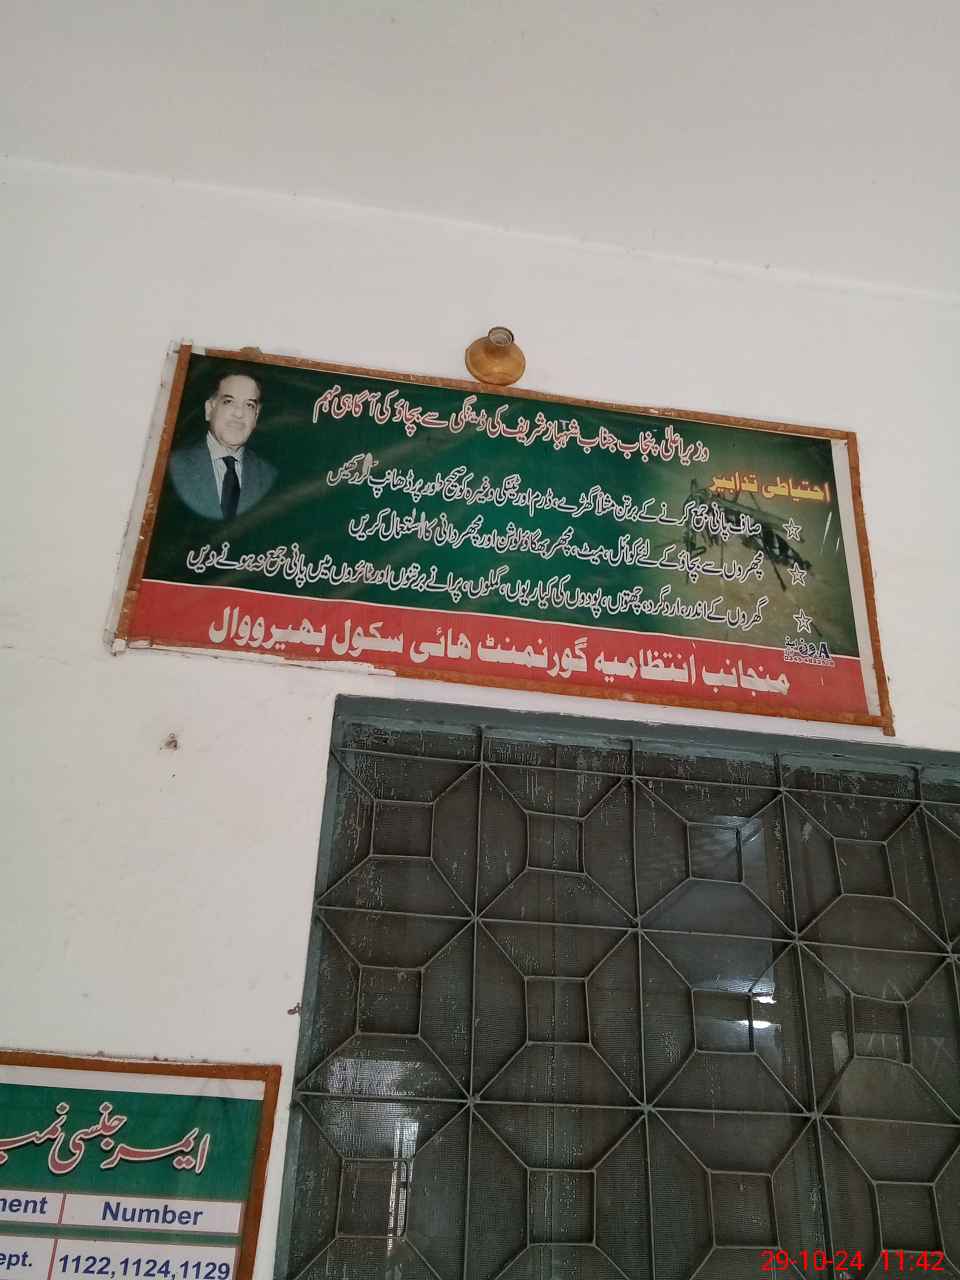 وزیراعلیٰ پنجاب جناب شہباز شریف کی ڈینگی سے بچاؤ کی آگاہی مہم
احتیاطی تدابیر
☆ صاف پانی جمع کرنے کے برتن مثلاً گھڑے، ڈرم اور ٹینکی وغیرہ کو صحیح طور پر ڈھانپ کر رکھیں
☆ مچھروں سے بچاؤ کے لئے کوائل، میٹ، مچھر بھگاؤ لوشن اور مچھر دانی کا استعمال کریں
☆ گھروں کے اندر، اردگرد، چھتوں، پودوں کی کیاریوں، گملوں، پرانے برتنوں اور ٹائروں میں پانی جمع نہ ہونے دیں
منجانب انتظامیہ گورنمنٹ ہائی سکول بھیرووال
ایمرجنسی نمب
ment Number
ept. 1122,1124,1129
29-10-24 11:42